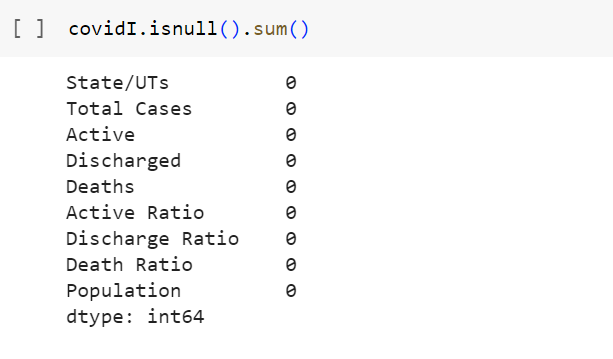 [ ] covidI.isnull().sum()
State/UTs 0
Total Cases 0
Active 0
Discharged 0
Deaths 0
Active Ratio 0
Discharge Ratio 0
Death Ratio 0
Population 0
dtype: int64